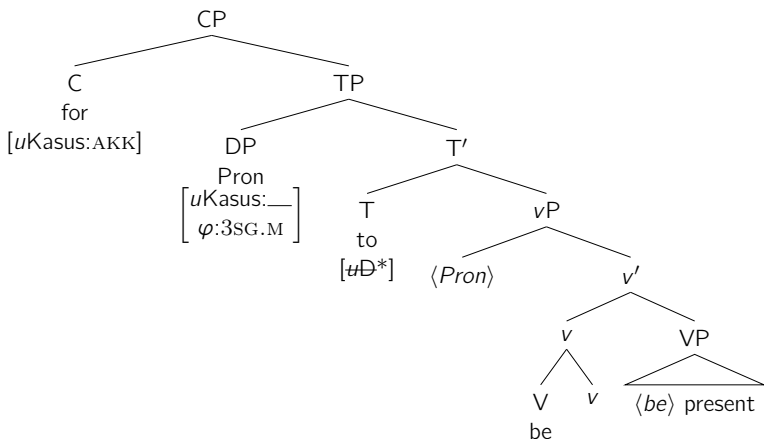 CP
C TP
for
[uKasus:AKK] DP T′
Pron
[uKasus:__
φ:3SG.M] T vP
to
[uD*] ⟨Pron⟩ v′
v VP
V v ⟨be⟩ present
be